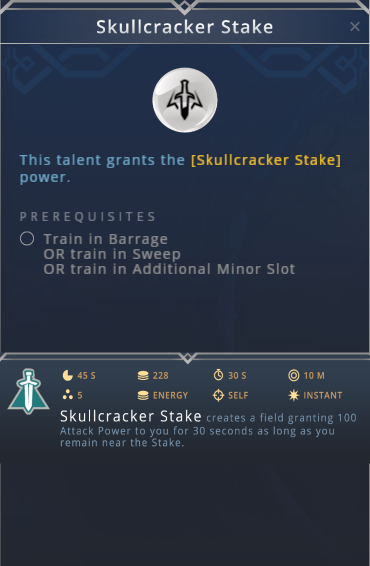 Skullcracker Stake
This talent grants the [Skullcracker Stake]
power.
PREREQUISITES
Train in Barrage
OR train in Sweep
OR train in Additional Minor Slot
45 S 228 30 S 10 M
5 ENERGY SELF INSTANT
Skullcracker Stake creates a field granting 100
Attack Power to you for 30 seconds as long as you
remain near the Stake.